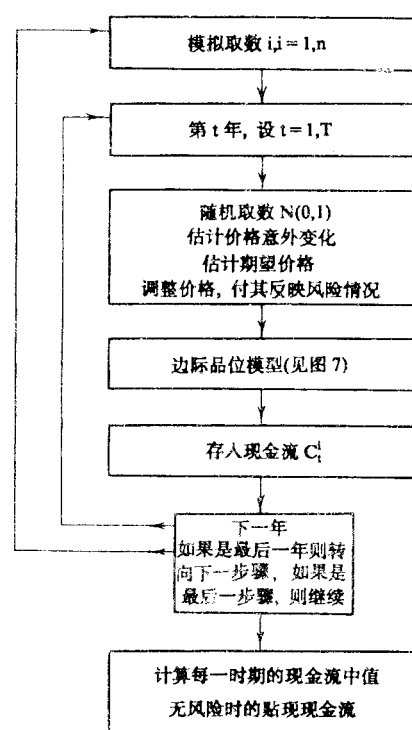 模拟取数 i,i = 1,n
第 t 年, 设 t = 1,T
随机取数 N(0,1)
估计价格意外变化
估计期望价格
调整价格, 付其反映风险情况
边际品位模型(见图 7)
存入现金流 Cₜⁱ
下一年
如果是最后一年则转
向下一步骤, 如果是
最后一步骤, 则继续
计算每一时期的现金流中值
无风险时的贴现现金流